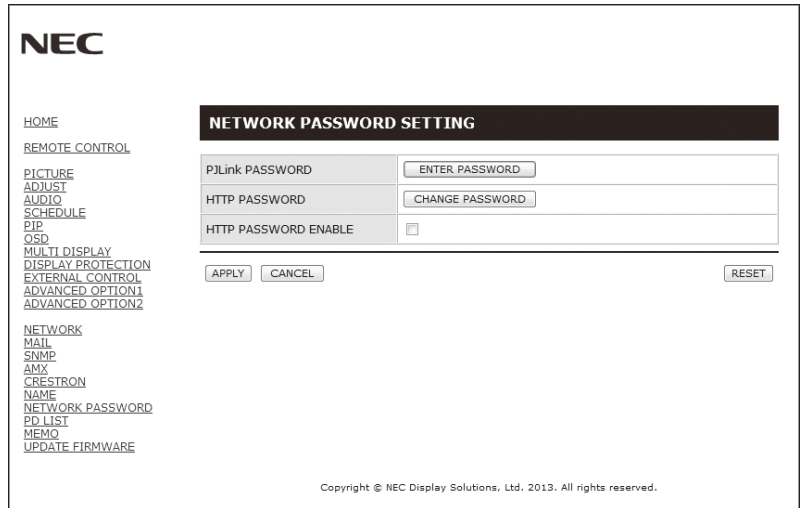 NEC
HOME
REMOTE CONTROL
PICTURE
ADJUST
AUDIO
SCHEDULE
PIP
OSD
MULTI DISPLAY
DISPLAY PROTECTION
EXTERNAL CONTROL
ADVANCED OPTION1
ADVANCED OPTION2
NETWORK
MAIL
SNMP
AMX
CRESTRON
NAME
NETWORK PASSWORD
PD LIST
MEMO
UPDATE FIRMWARE
NETWORK PASSWORD SETTING
PJLink PASSWORD ENTER PASSWORD
HTTP PASSWORD CHANGE PASSWORD
HTTP PASSWORD ENABLE
APPLY CANCEL RESET
Copyright © NEC Display Solutions, Ltd. 2013. All rights reserved.